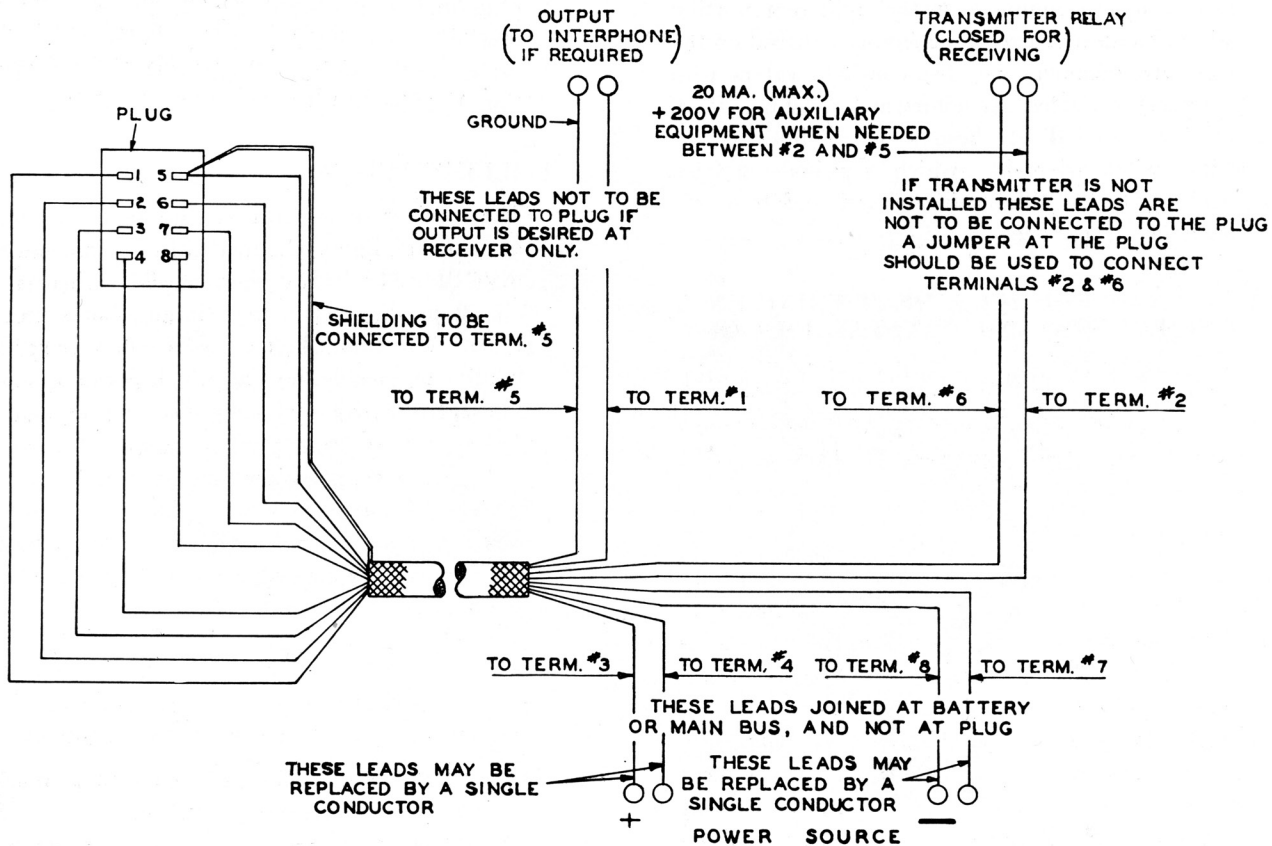 OUTPUT
(TO INTERPHONE)
IF REQUIRED
TRANSMITTER RELAY
(CLOSED FOR)
RECEIVING
PLUG
1 5
2 6
3 7
4 8
GROUND
20 MA. (MAX.)
+200V FOR AUXILIARY
EQUIPMENT WHEN NEEDED
BETWEEN #2 AND #5
THESE LEADS NOT TO BE
CONNECTED TO PLUG IF
OUTPUT IS DESIRED AT
RECEIVER ONLY.
IF TRANSMITTER IS NOT
INSTALLED THESE LEADS ARE
NOT TO BE CONNECTED TO THE PLUG
A JUMPER AT THE PLUG
SHOULD BE USED TO CONNECT
TERMINALS #2 & #6
SHIELDING TO BE
CONNECTED TO TERM. #5
TO TERM. #5
TO TERM. #1
TO TERM. #6
TO TERM. #2
TO TERM. #3
TO TERM. #4
TO TERM. #8
TO TERM. #7
THESE LEADS JOINED AT BATTERY
OR MAIN BUS, AND NOT AT PLUG
THESE LEADS MAY BE
REPLACED BY A SINGLE
CONDUCTOR
THESE LEADS MAY
BE REPLACED BY A
SINGLE CONDUCTOR
+ −
POWER SOURCE